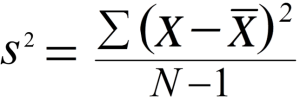 s² = ∑(X − X̄)² / N − 1